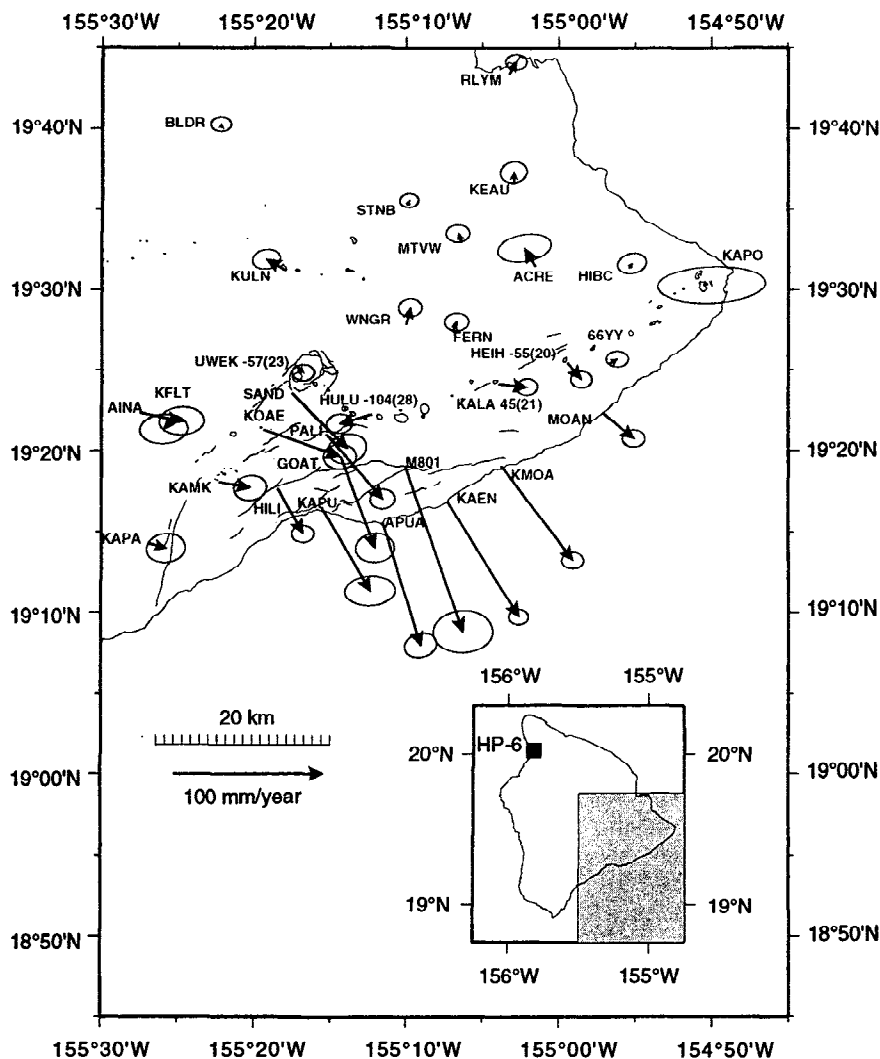 155°30'W 155°20'W 155°10'W 155°00'W 154°50'W
RLYM
19°40'N BLDR 19°40'N
KEAU
STNB
MTVW
KAPO
KULN ACHE HIBC
19°30'N 19°30'N
WNGR
FERN
66YY
HEIH -55(20)
UWEK -57(23)
KFLT SAND HULU -104(28)
AINA KOAE KALA 45(21)
MOAN
19°20'N PALI 19°20'N
GOAT M801
KMOA
KAMK
HILI KAPU KAEN
APUA
KAPA
19°10'N 19°10'N
156°W 155°W
20 km
HP-6
20°N 20°N
19°00'N 19°00'N
100 mm/year
19°N 19°N
18°50'N 18°50'N
156°W 155°W
155°30'W 155°20'W 155°10'W 155°00'W 154°50'W